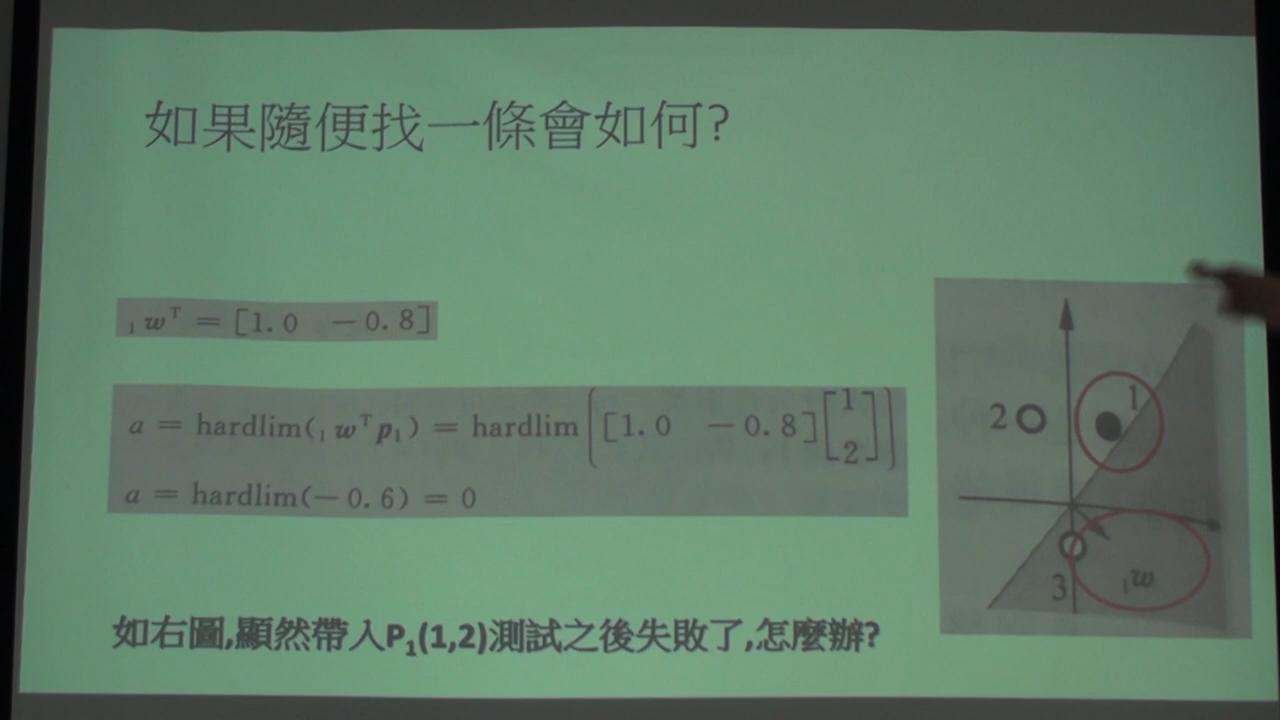 如果隨便找一條會如何?
₁wᵀ = [1.0 −0.8]
a = hardlim(₁wᵀp₁) = hardlim([1.0 −0.8][1 2])
a = hardlim(−0.6) = 0
2
1
3
₁w
如右圖,顯然帶入P₁(1,2)測試之後失敗了,怎麼辦?